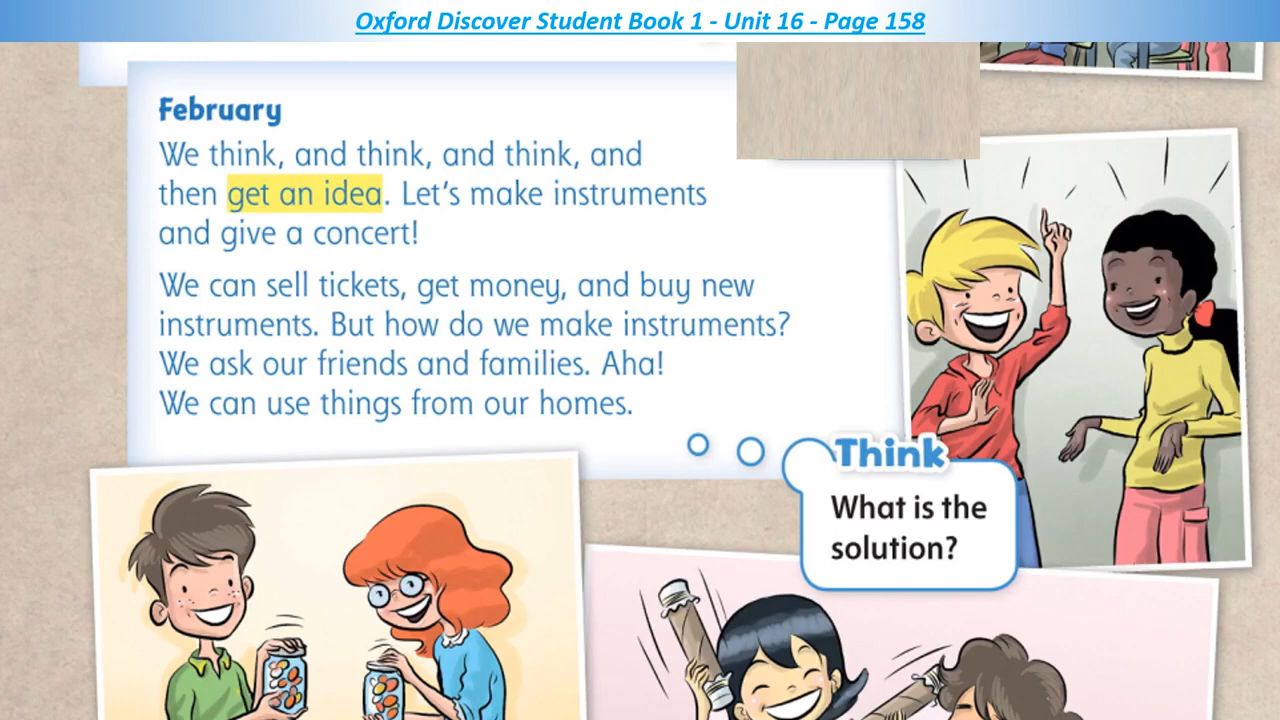 Oxford Discover Student Book 1 - Unit 16 - Page 158
February
We think, and think, and think, and
then get an idea. Let's make instruments
and give a concert!
We can sell tickets, get money, and buy new
instruments. But how do we make instruments?
We ask our friends and families. Aha!
We can use things from our homes.
Think
What is the
solution?